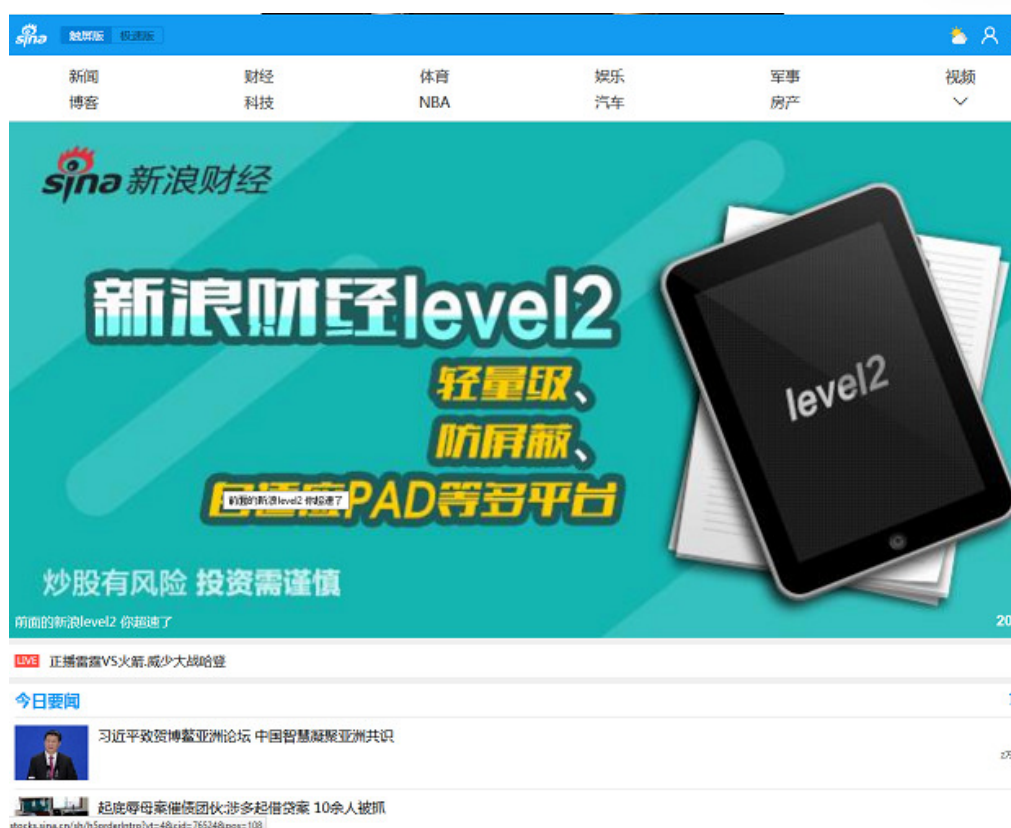 sina 触屏版 极速版
新闻 财经 体育 娱乐 军事 视频
博客 科技 NBA 汽车 房产
sina 新浪财经
新浪财经level2
轻量级、
防屏蔽、
PAD等多平台
前面的新浪level2 你超速了
level2
炒股有风险 投资需谨慎
前面的新浪level2 你超速了
20
LIVE 正播雷霆VS火箭.威少大战哈登
今日要闻
习近平致贺博鳌亚洲论坛 中国智慧凝聚亚洲共识
起底辱母案催债团伙:涉多起借贷案 10余人被抓